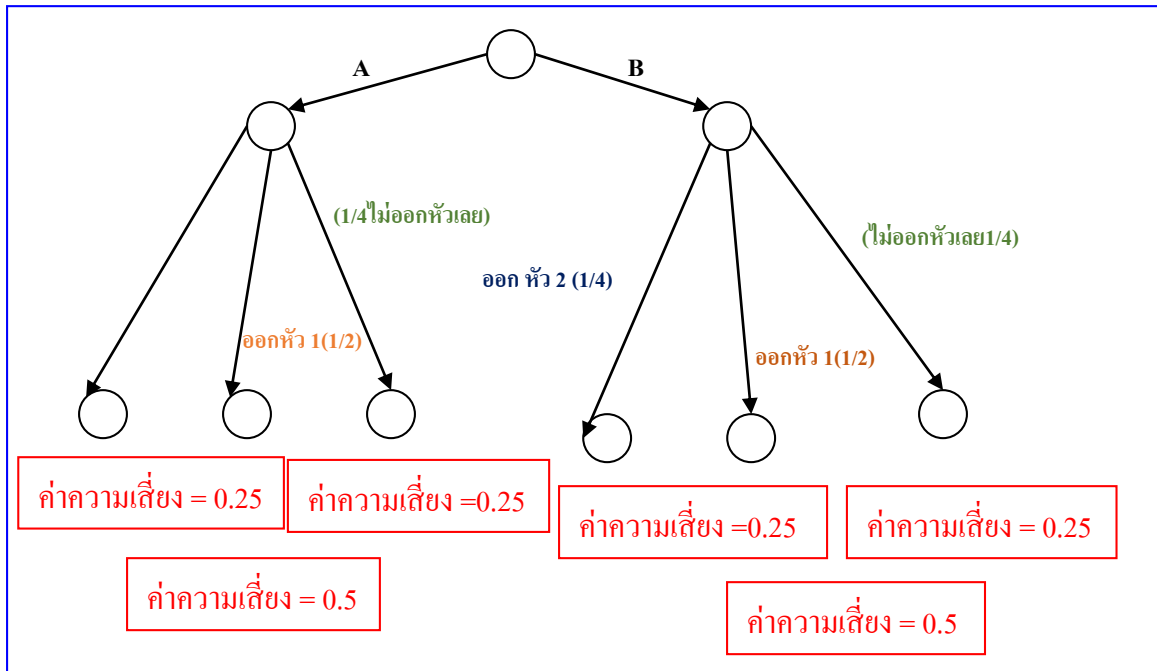 A
B
(1/4ไม่ออกหัวเลย)
(ไม่ออกหัวเลย1/4)
ออก หัว 2 (1/4)
ออกหัว 1(1/2)
ออกหัว 1(1/2)
ค่าความเสี่ยง = 0.25
ค่าความเสี่ยง =0.25
ค่าความเสี่ยง =0.25
ค่าความเสี่ยง = 0.25
ค่าความเสี่ยง = 0.5
ค่าความเสี่ยง = 0.5